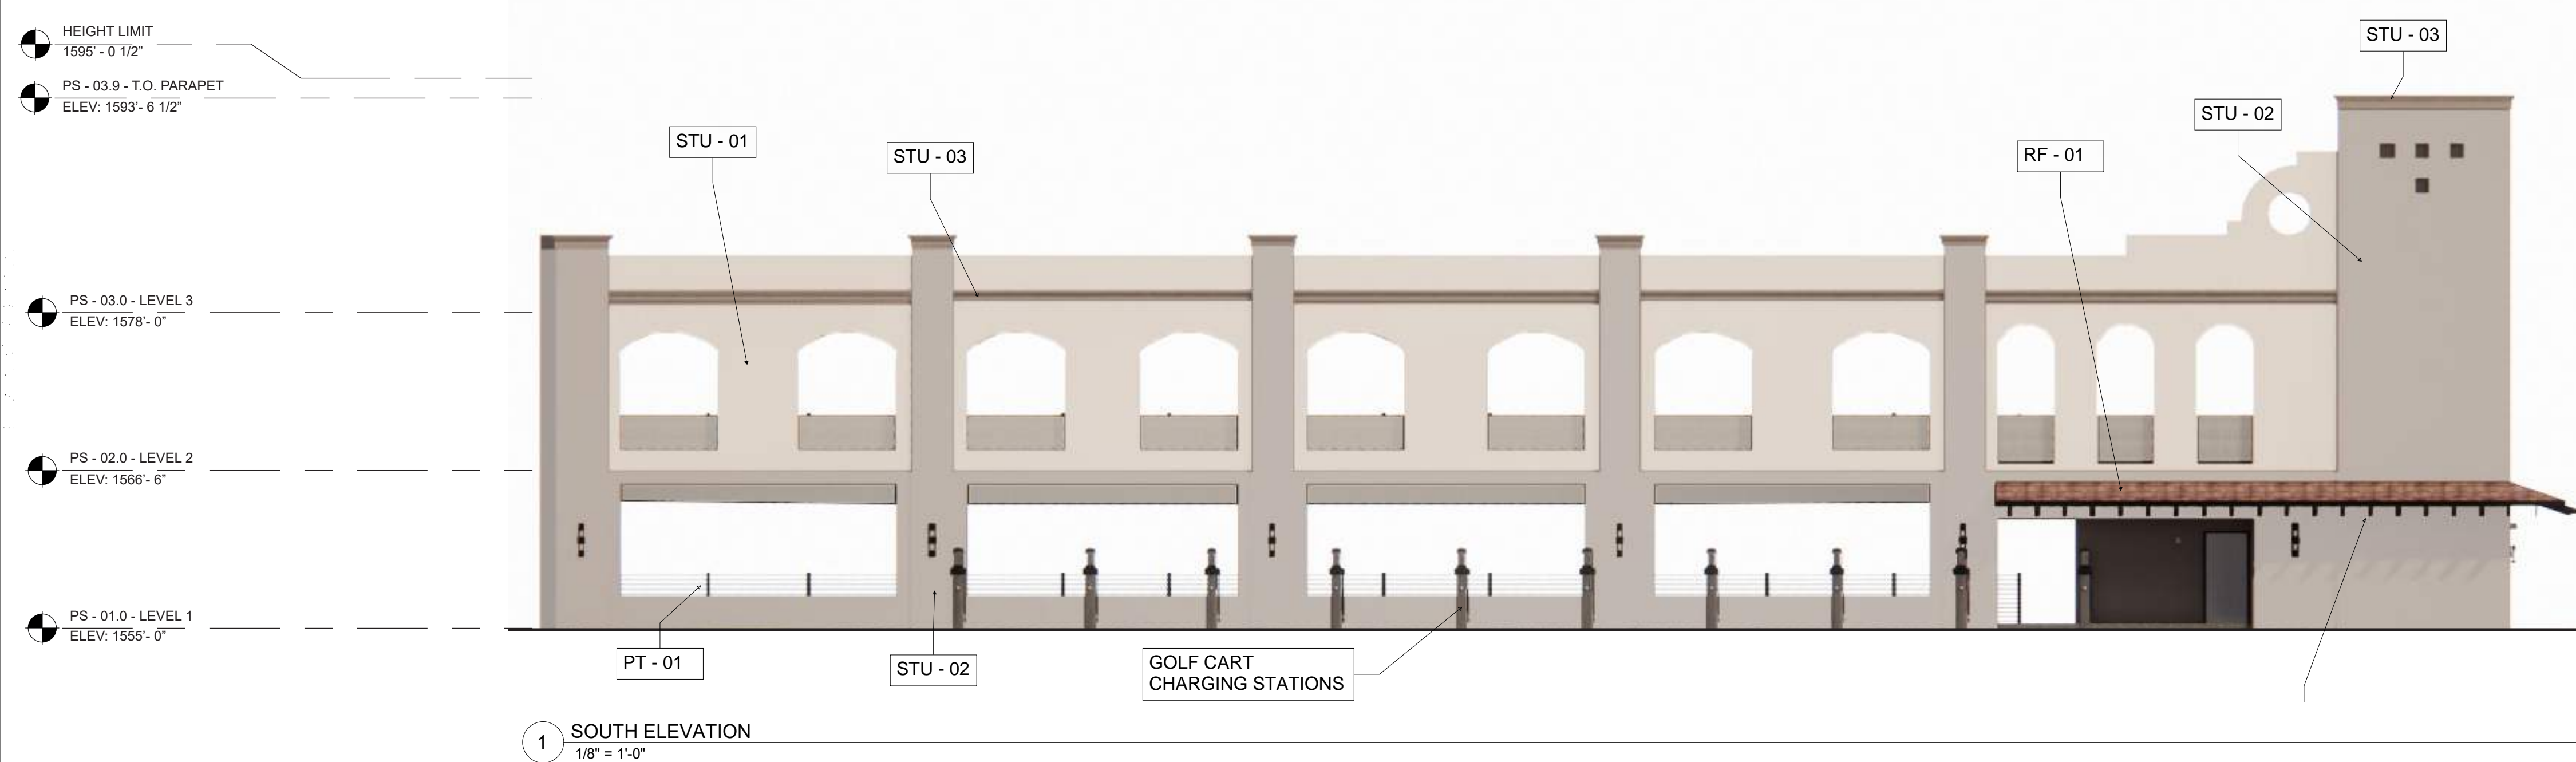 HEIGHT LIMIT
1595' - 0 1/2"
PS - 03.9 - T.O. PARAPET
ELEV: 1593'- 6 1/2"
STU - 03
STU - 02
STU - 01
STU - 03
RF - 01
PS - 03.0 - LEVEL 3
ELEV: 1578'- 0"
PS - 02.0 - LEVEL 2
ELEV: 1566'- 6"
PS - 01.0 - LEVEL 1
ELEV: 1555'- 0"
PT - 01
STU - 02
GOLF CART
CHARGING STATIONS
1
SOUTH ELEVATION
1/8" = 1'-0"